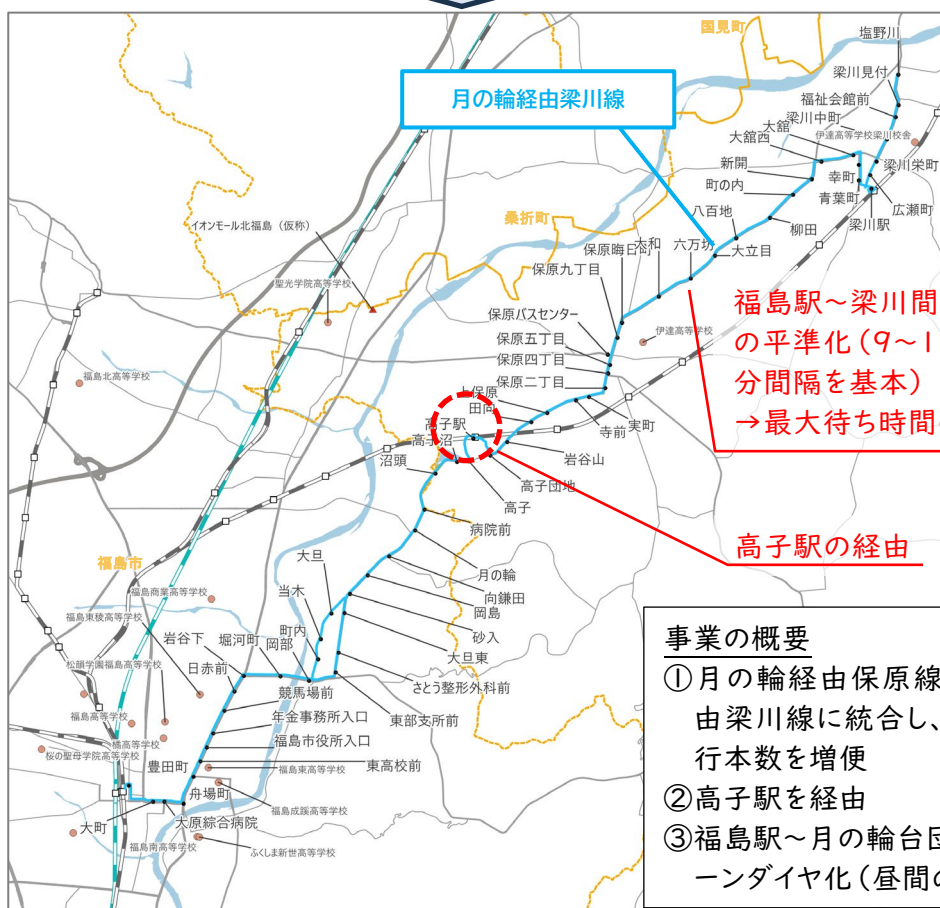 国見町
塩野川
梁川見付
月の輪経由梁川線
福祉会館前
梁川中町
大舘
伊達高等学校梁川校舎
大舘西
新開
梁川栄町
幸町
町の内
青葉町
広瀬町
梁川駅
八百地
柳田
桑折町
イオンモール北福島（仮称）
大和
六万坊
大立目
保原晦日町
保原九丁目
聖光学院高等学校
福島駅～梁川間
の平準化（9～1
分間隔を基本）
→最大待ち時間
保原バスセンター
保原五丁目
伊達高等学校
保原四丁目
福島北高等学校
保原二丁目
上保原
田向
高子駅
高子沼
寺前
実町
岩谷山
沼頭
高子団地
高子
病院前
高子駅の経由
福島市
大旦
月の輪
福島商業高等学校
当木
向鎌田
岡島
福島東稜高等学校
町内
砂入
岩谷下
堀河町
岡部
大旦東
松韻学園福島高等学校
日赤前
さとう整形外科前
競馬場前
東部支所前
年金事務所入口
福島高等学校
福島市役所入口
橘高等学校
桜の聖母学院高等学校
豊田町
東高校前
福島東高等学校
舟場町
福島成蹊高等学校
大町
大原綜合病院
福島南高等学校
ふくしま新世高等学校
事業の概要
①月の輪経由保原線
由梁川線に統合し、
行本数を増便
②高子駅を経由
③福島駅～月の輪台団
ーンダイヤ化（昼間の